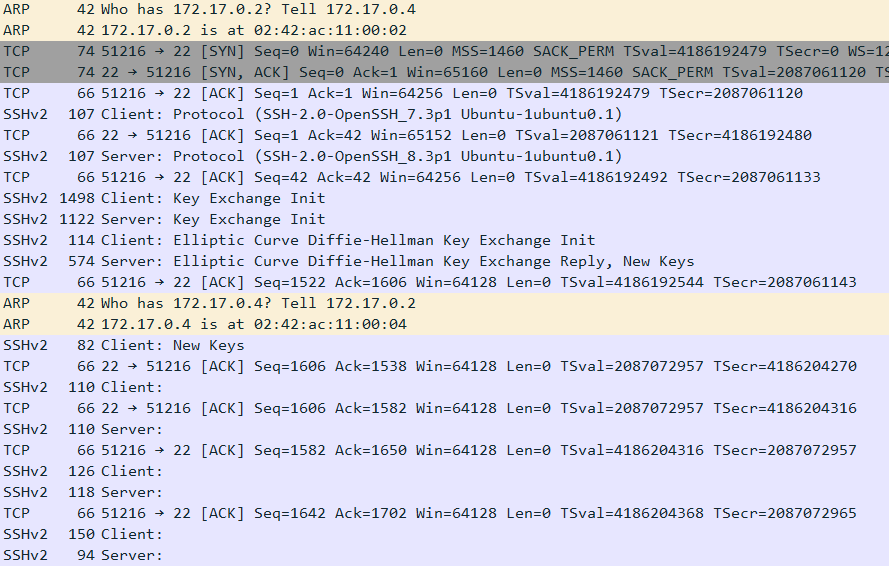 ARP 42 Who has 172.17.0.2? Tell 172.17.0.4
ARP 42 172.17.0.2 is at 02:42:ac:11:00:02
TCP 74 51216 → 22 [SYN] Seq=0 Win=64240 Len=0 MSS=1460 SACK_PERM TSval=4186192479 TSecr=0 WS=12
TCP 74 22 → 51216 [SYN, ACK] Seq=0 Ack=1 Win=65160 Len=0 MSS=1460 SACK_PERM TSval=2087061120 TS
TCP 66 51216 → 22 [ACK] Seq=1 Ack=1 Win=64256 Len=0 TSval=4186192479 TSecr=2087061120
SSHv2 107 Client: Protocol (SSH-2.0-OpenSSH_7.3p1 Ubuntu-1ubuntu0.1)
TCP 66 22 → 51216 [ACK] Seq=1 Ack=42 Win=65152 Len=0 TSval=2087061121 TSecr=4186192480
SSHv2 107 Server: Protocol (SSH-2.0-OpenSSH_8.3p1 Ubuntu-1ubuntu0.1)
TCP 66 51216 → 22 [ACK] Seq=42 Ack=42 Win=64256 Len=0 TSval=4186192492 TSecr=2087061133
SSHv2 1498 Client: Key Exchange Init
SSHv2 1122 Server: Key Exchange Init
SSHv2 114 Client: Elliptic Curve Diffie-Hellman Key Exchange Init
SSHv2 574 Server: Elliptic Curve Diffie-Hellman Key Exchange Reply, New Keys
TCP 66 51216 → 22 [ACK] Seq=1522 Ack=1606 Win=64128 Len=0 TSval=4186192544 TSecr=2087061143
ARP 42 Who has 172.17.0.4? Tell 172.17.0.2
ARP 42 172.17.0.4 is at 02:42:ac:11:00:04
SSHv2 82 Client: New Keys
TCP 66 22 → 51216 [ACK] Seq=1606 Ack=1538 Win=64128 Len=0 TSval=2087072957 TSecr=4186204270
SSHv2 110 Client:
TCP 66 22 → 51216 [ACK] Seq=1606 Ack=1582 Win=64128 Len=0 TSval=2087072957 TSecr=4186204316
SSHv2 110 Server:
TCP 66 51216 → 22 [ACK] Seq=1582 Ack=1650 Win=64128 Len=0 TSval=4186204316 TSecr=2087072957
SSHv2 126 Client:
SSHv2 118 Server:
TCP 66 51216 → 22 [ACK] Seq=1642 Ack=1702 Win=64128 Len=0 TSval=4186204368 TSecr=2087072965
SSHv2 150 Client:
SSHv2 94 Server: